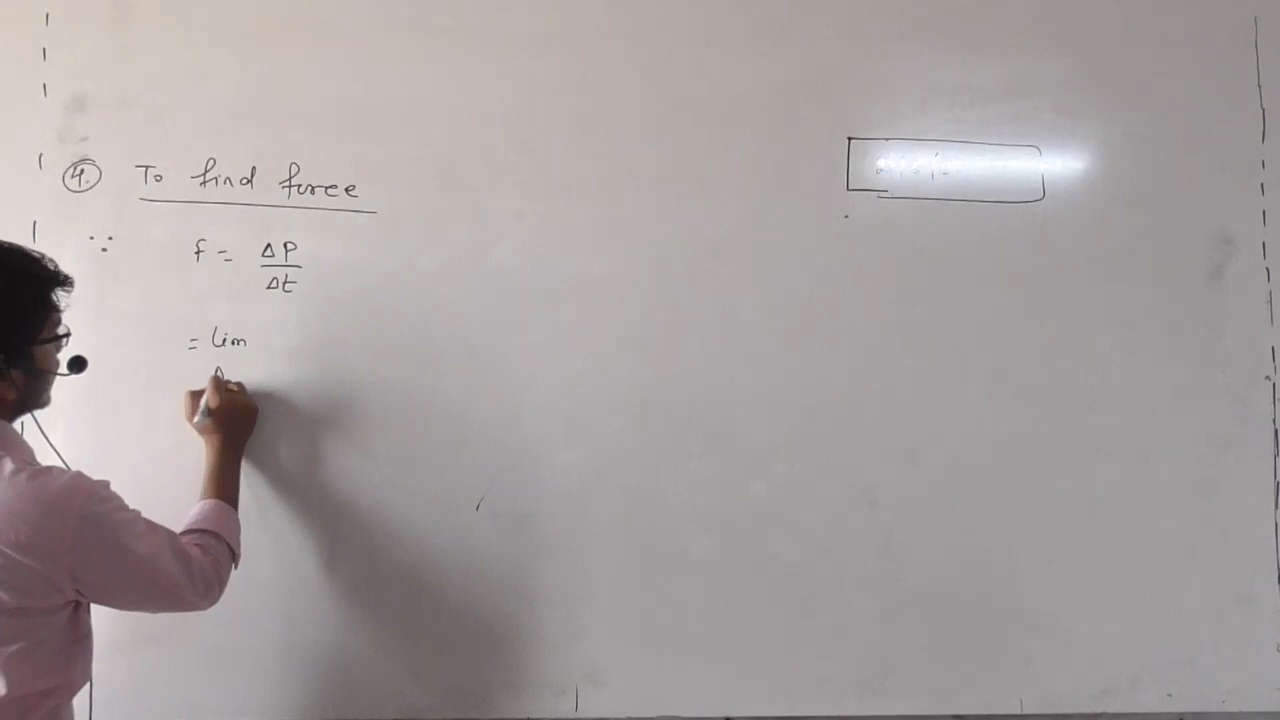 4. To find force
∵ f = ΔP/Δt
= lim
Δ